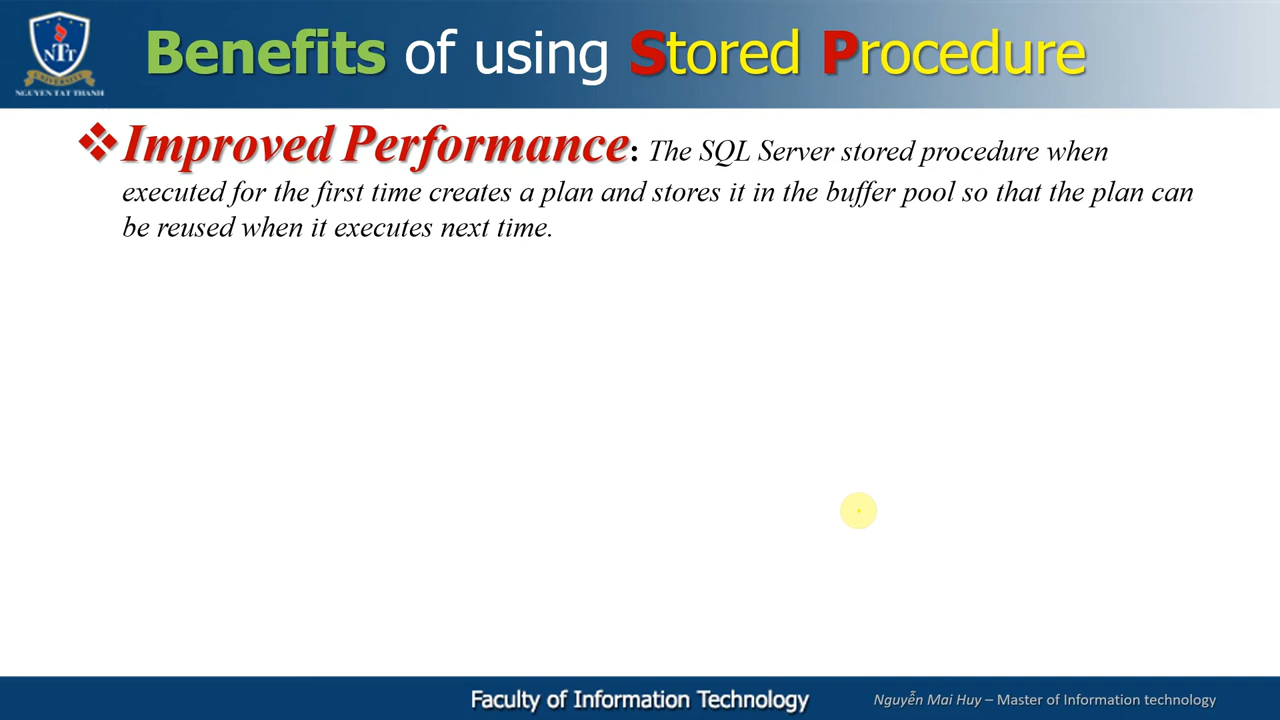 NTT
UNIVERSITY
NGUYEN TAT THANH
Benefits of using Stored Procedure
❖Improved Performance: The SQL Server stored procedure when
executed for the first time creates a plan and stores it in the buffer pool so that the plan can
be reused when it executes next time.
Faculty of Information Technology
Nguyễn Mai Huy – Master of Information technology